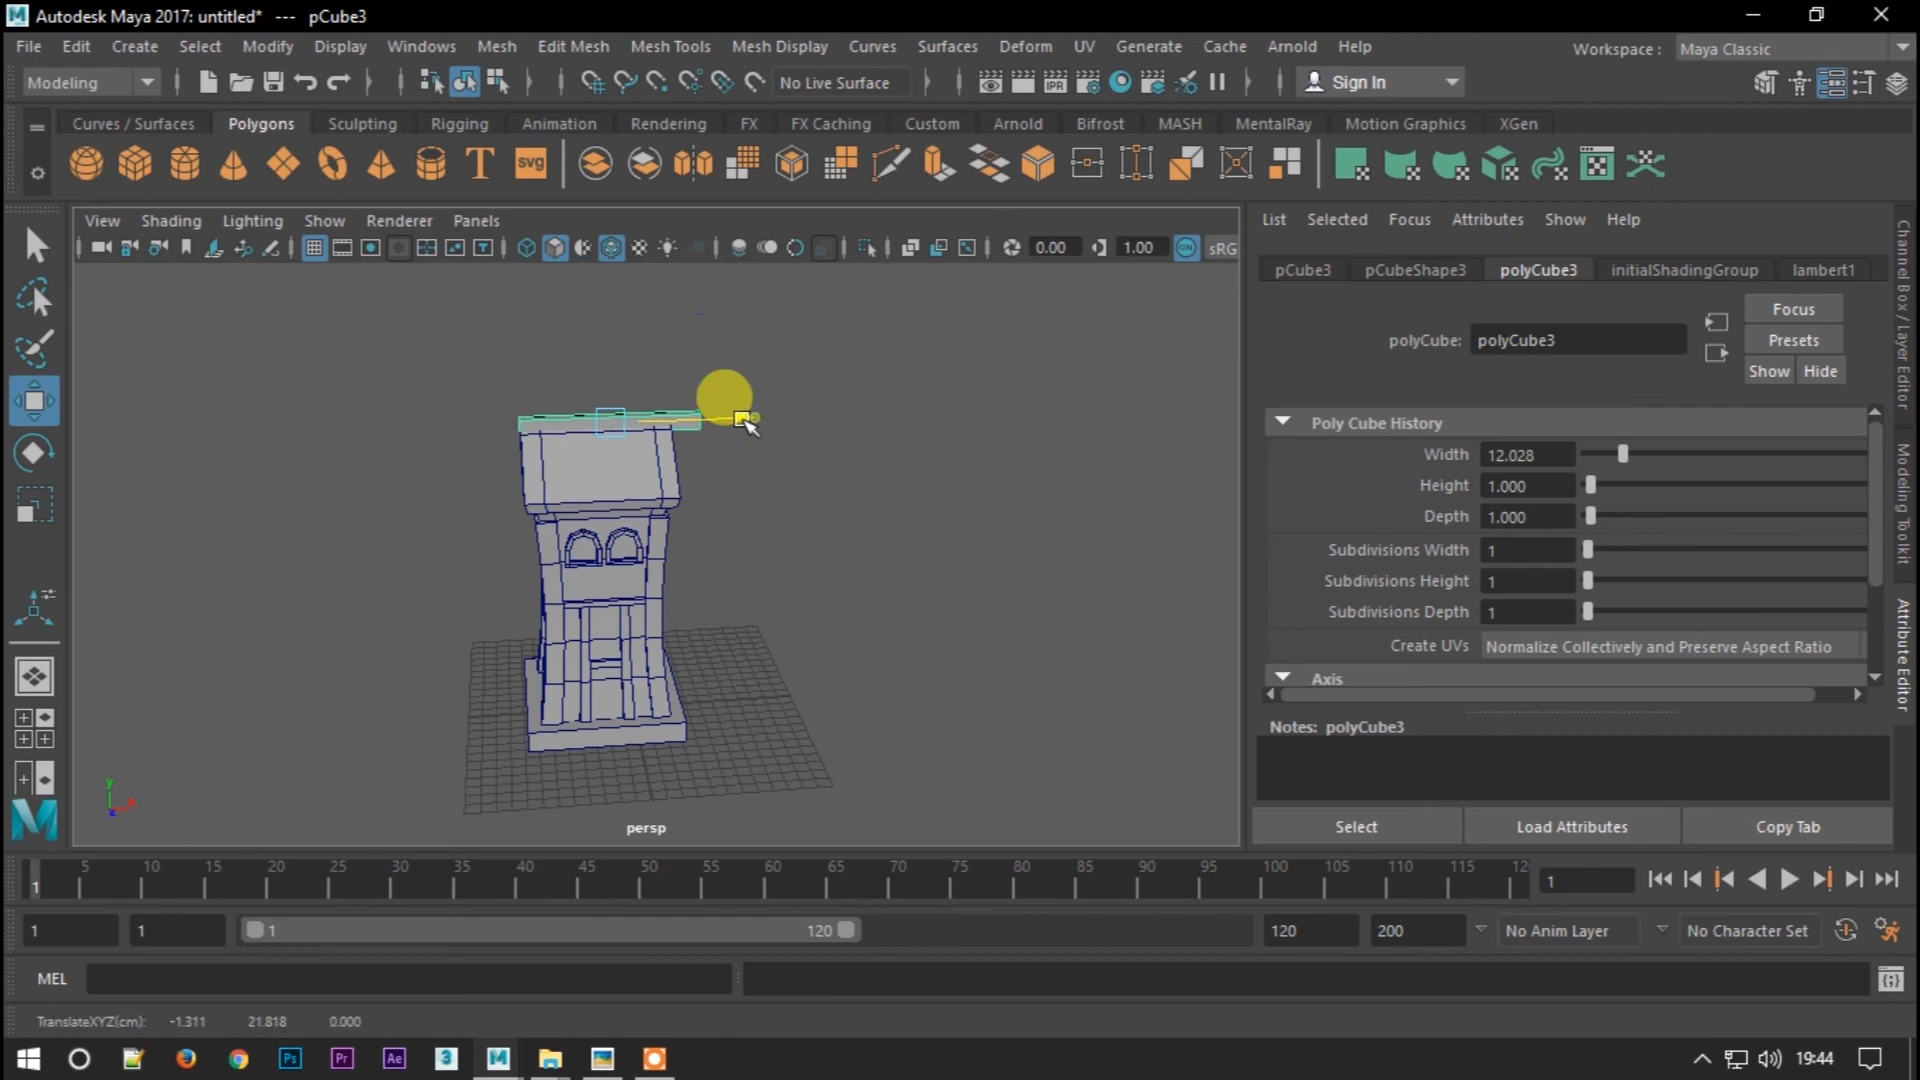 Autodesk Maya 2017: untitled* --- pCube3
File Edit Create Select Modify Display Windows Mesh Edit Mesh Mesh Tools Mesh Display Curves Surfaces Deform UV Generate Cache Arnold Help Workspace : Maya Classic
Modeling No Live Surface IPR Sign In
Curves / Surfaces Polygons Sculpting Rigging Animation Rendering FX FX Caching Custom Arnold Bifrost MASH MentalRay Motion Graphics XGen
T svg
View Shading Lighting Show Renderer Panels
0.00 1.00 ON sRG
List Selected Focus Attributes Show Help
pCube3 pCubeShape3 polyCube3 initialShadingGroup lambert1
polyCube: polyCube3
Focus
Presets
Show Hide
Poly Cube History
Width 12.028
Height 1.000
Depth 1.000
Subdivisions Width 1
Subdivisions Height 1
Subdivisions Depth 1
Create UVs Normalize Collectively and Preserve Aspect Ratio
Axis
Notes: polyCube3
Select Load Attributes Copy Tab
Channel Box / Layer Editor
Modeling Toolkit
Attribute Editor
y
x
persp
1 5 10 15 20 25 30 35 40 45 50 55 60 65 70 75 80 85 90 95 100 105 110 115 12
1
1 1 1 120 120 200 No Anim Layer No Character Set
MEL
TranslateXYZ(cm): -1.311 21.818 0.000
Ps Pr Ae 3 M 19:44